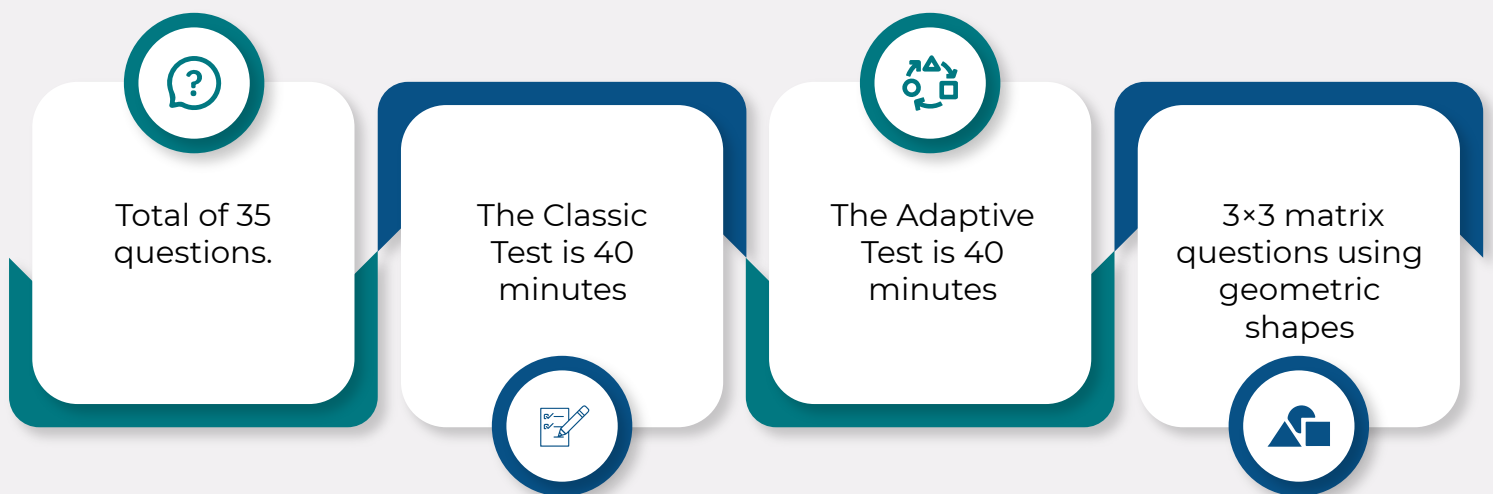 ?
Total of 35
questions.
The Classic
Test is 40
minutes
The Adaptive
Test is 40
minutes
3×3 matrix
questions using
geometric
shapes